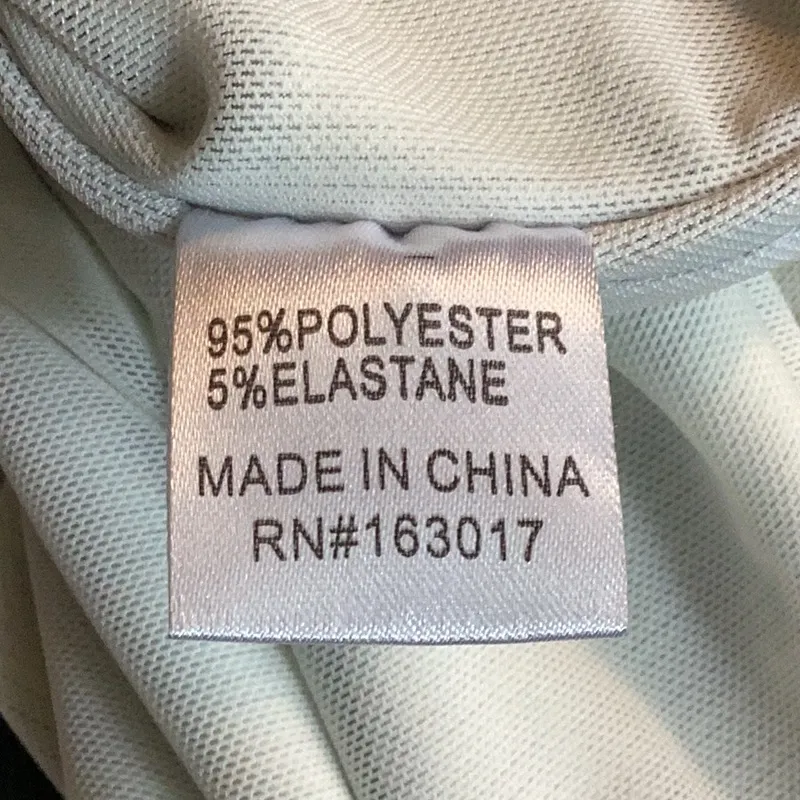 95%POLYESTER
5%ELASTANE
MADE IN CHINA
RN#163017